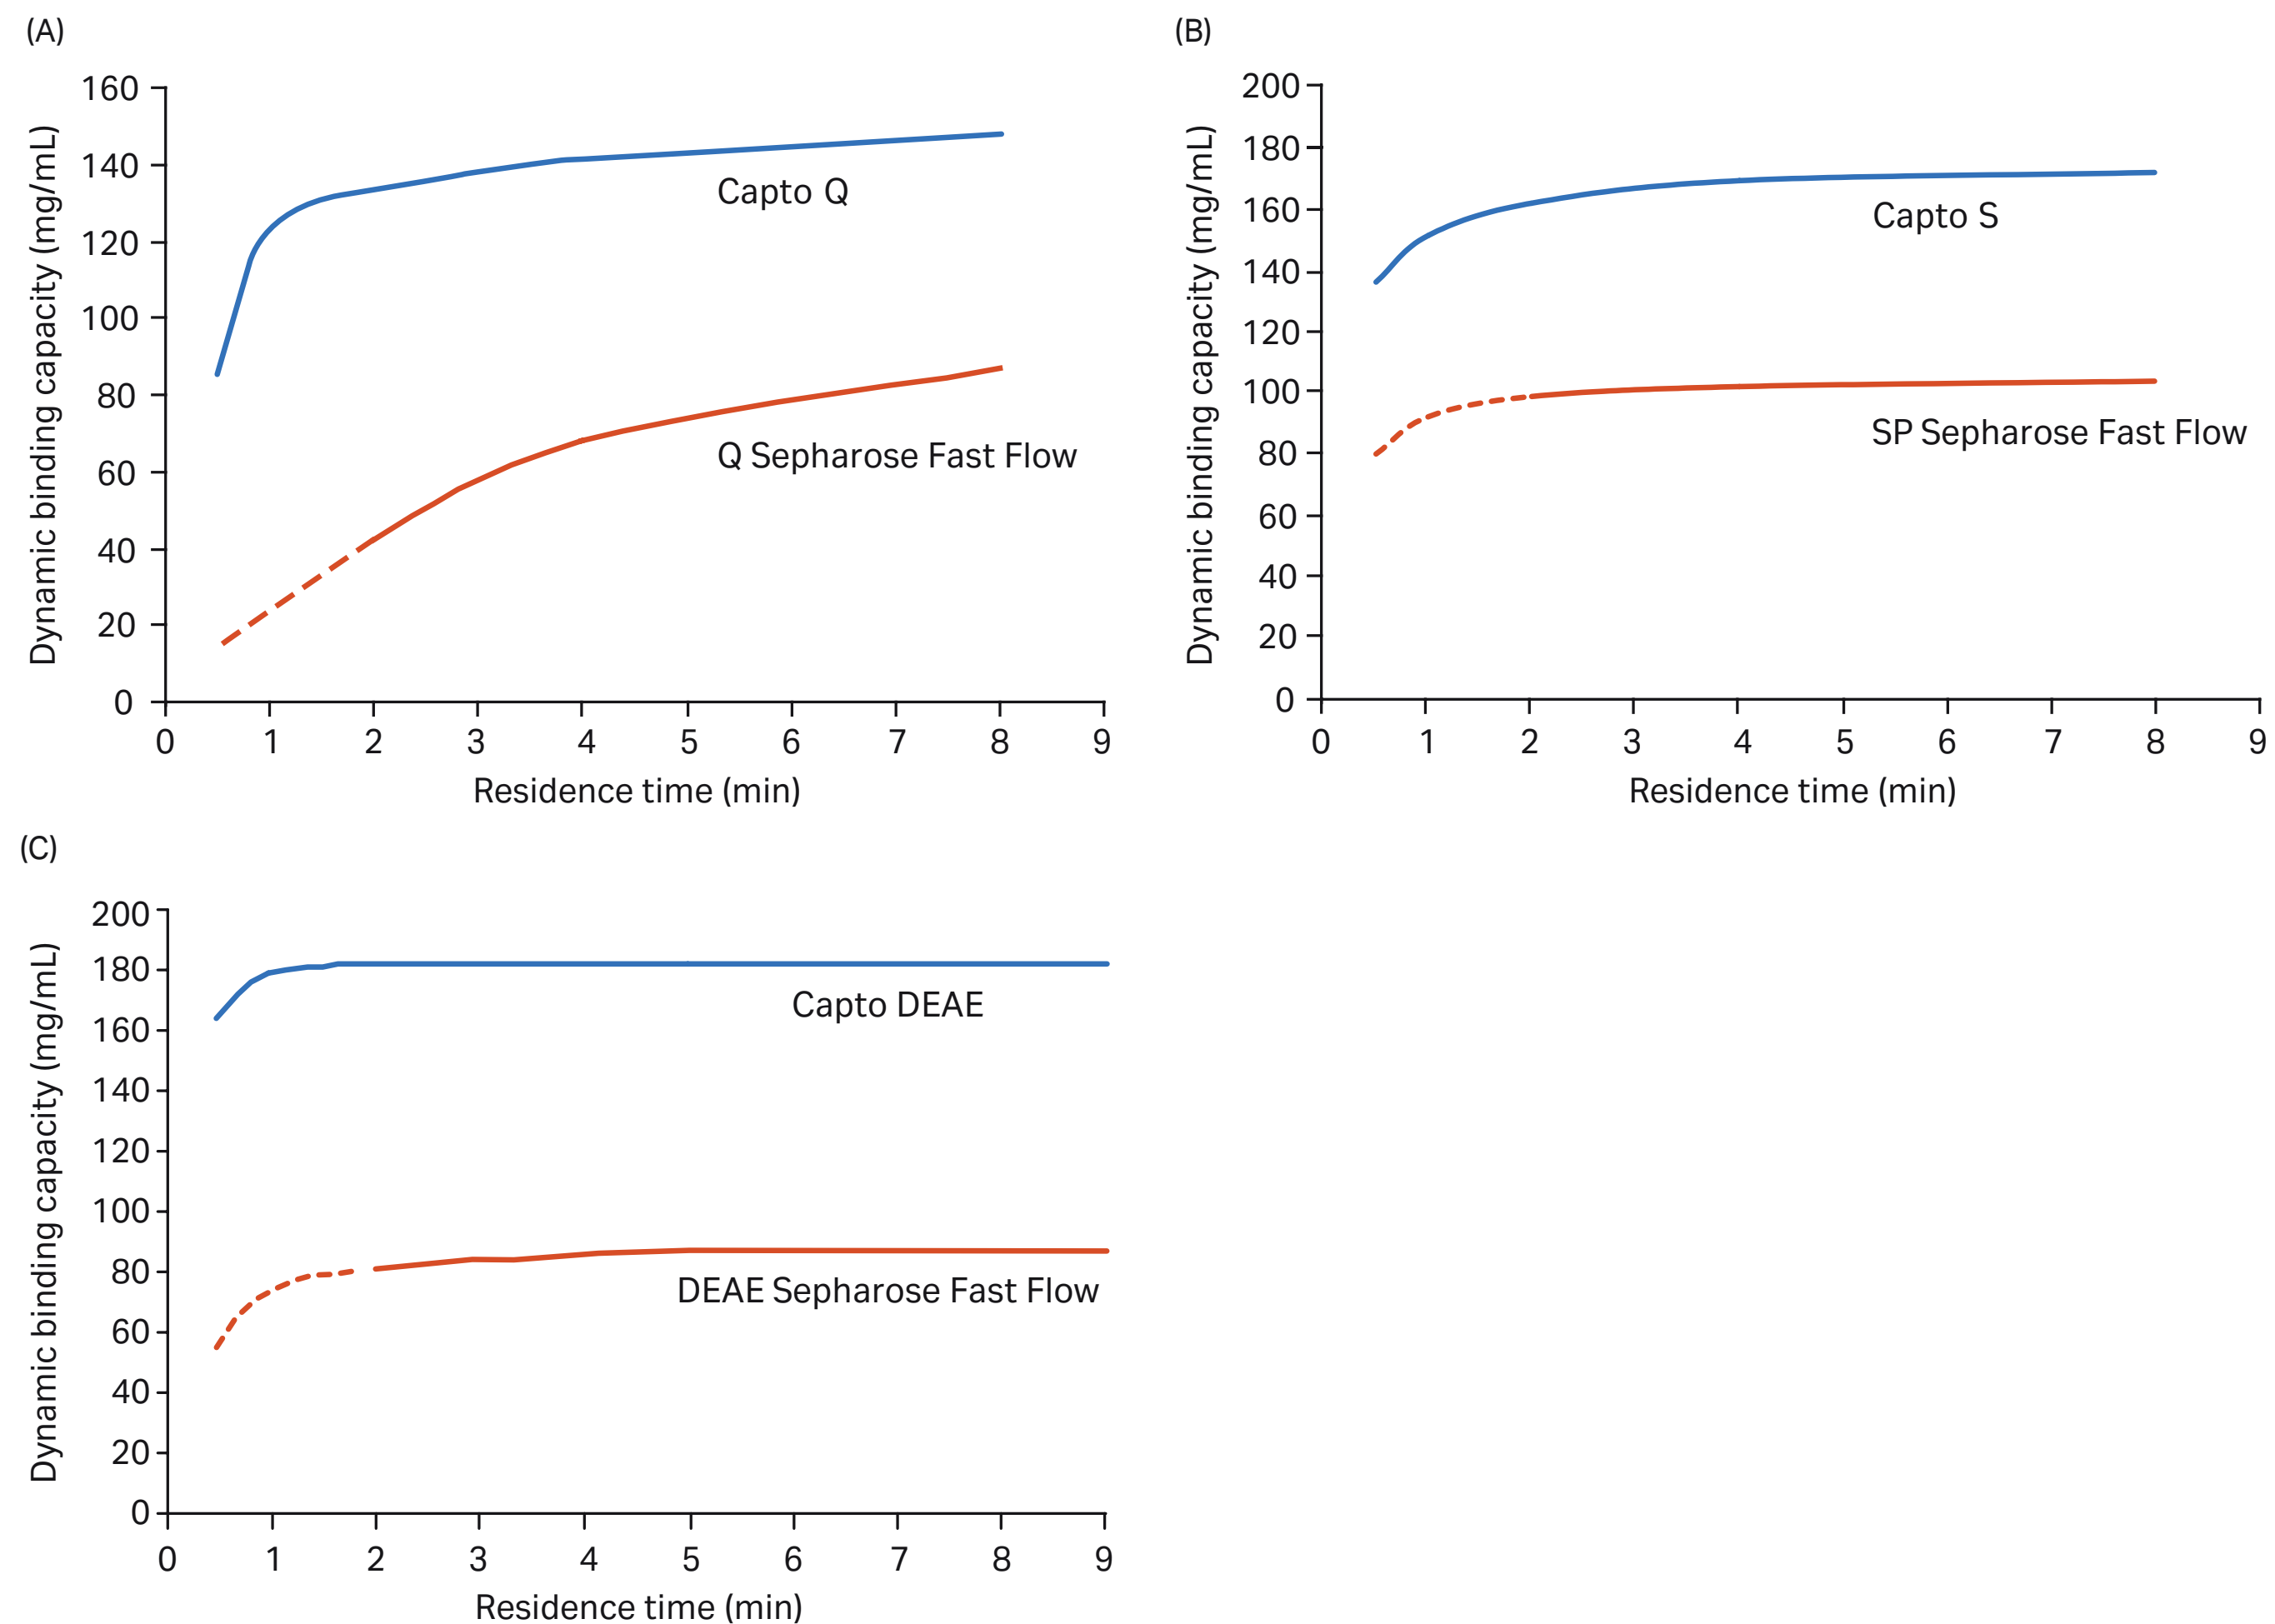 (A)
Dynamic binding capacity (mg/mL)
160
140
120
100
80
60
40
20
0
Capto Q
Q Sepharose Fast Flow
0 1 2 3 4 5 6 7 8 9
Residence time (min)
(B)
Dynamic binding capacity (mg/mL)
200
180
160
140
120
100
80
60
40
20
0
Capto S
SP Sepharose Fast Flow
0 1 2 3 4 5 6 7 8 9
Residence time (min)
(C)
Dynamic binding capacity (mg/mL)
200
180
160
140
120
100
80
60
40
20
0
Capto DEAE
DEAE Sepharose Fast Flow
0 1 2 3 4 5 6 7 8 9
Residence time (min)